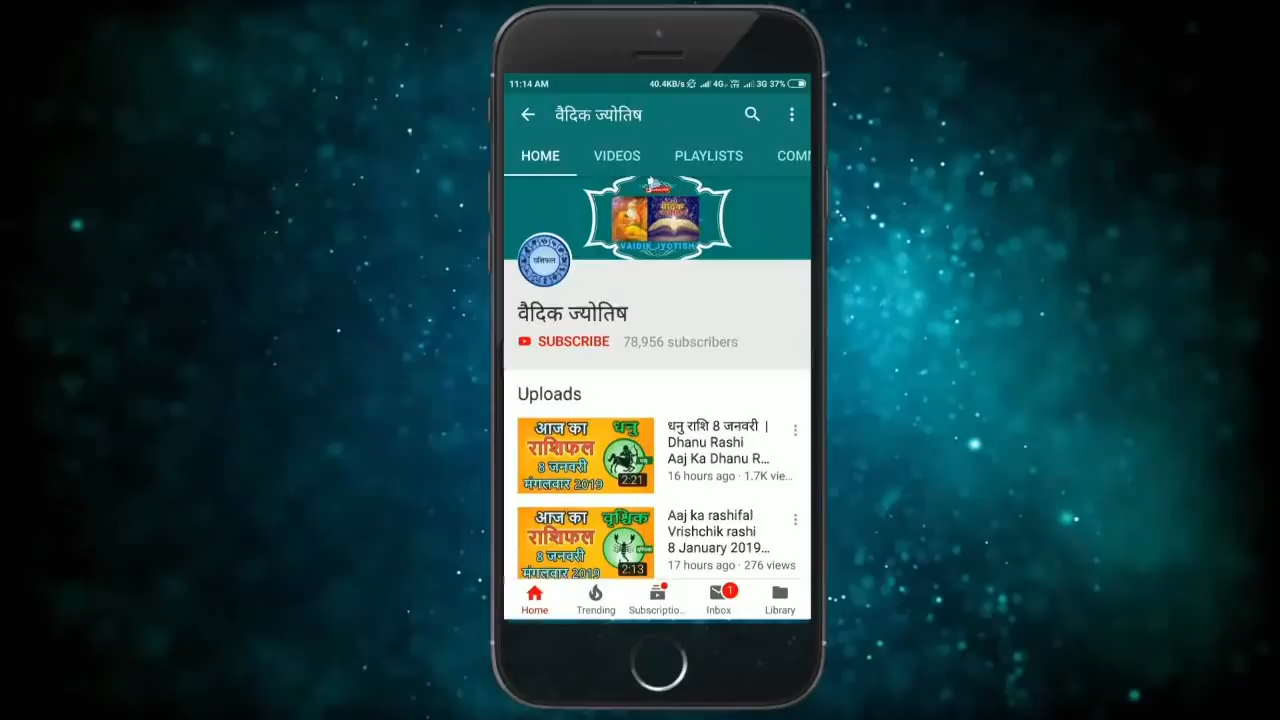 11:14 AM
40.4KB/s 4G 3G 37%
वैदिक ज्योतिष
HOME VIDEOS PLAYLISTS COMM
वैदिक
VAIDIK JYOTISH
राशिफल
वैदिक ज्योतिष
SUBSCRIBE 78,956 subscribers
Uploads
आज का धनु
राशिफल
8 जनवरी
मंगलवार 2019 2:21
धनु राशि 8 जनवरी |
Dhanu Rashi
Aaj Ka Dhanu R...
16 hours ago · 1.7K vie...
आज का वृश्चिक
राशिफल
8 जनवरी
मंगलवार 2019 2:13
Aaj ka rashifal
Vrishchik rashi
8 January 2019...
17 hours ago · 276 views
1
Home Trending Subscriptio... Inbox Library